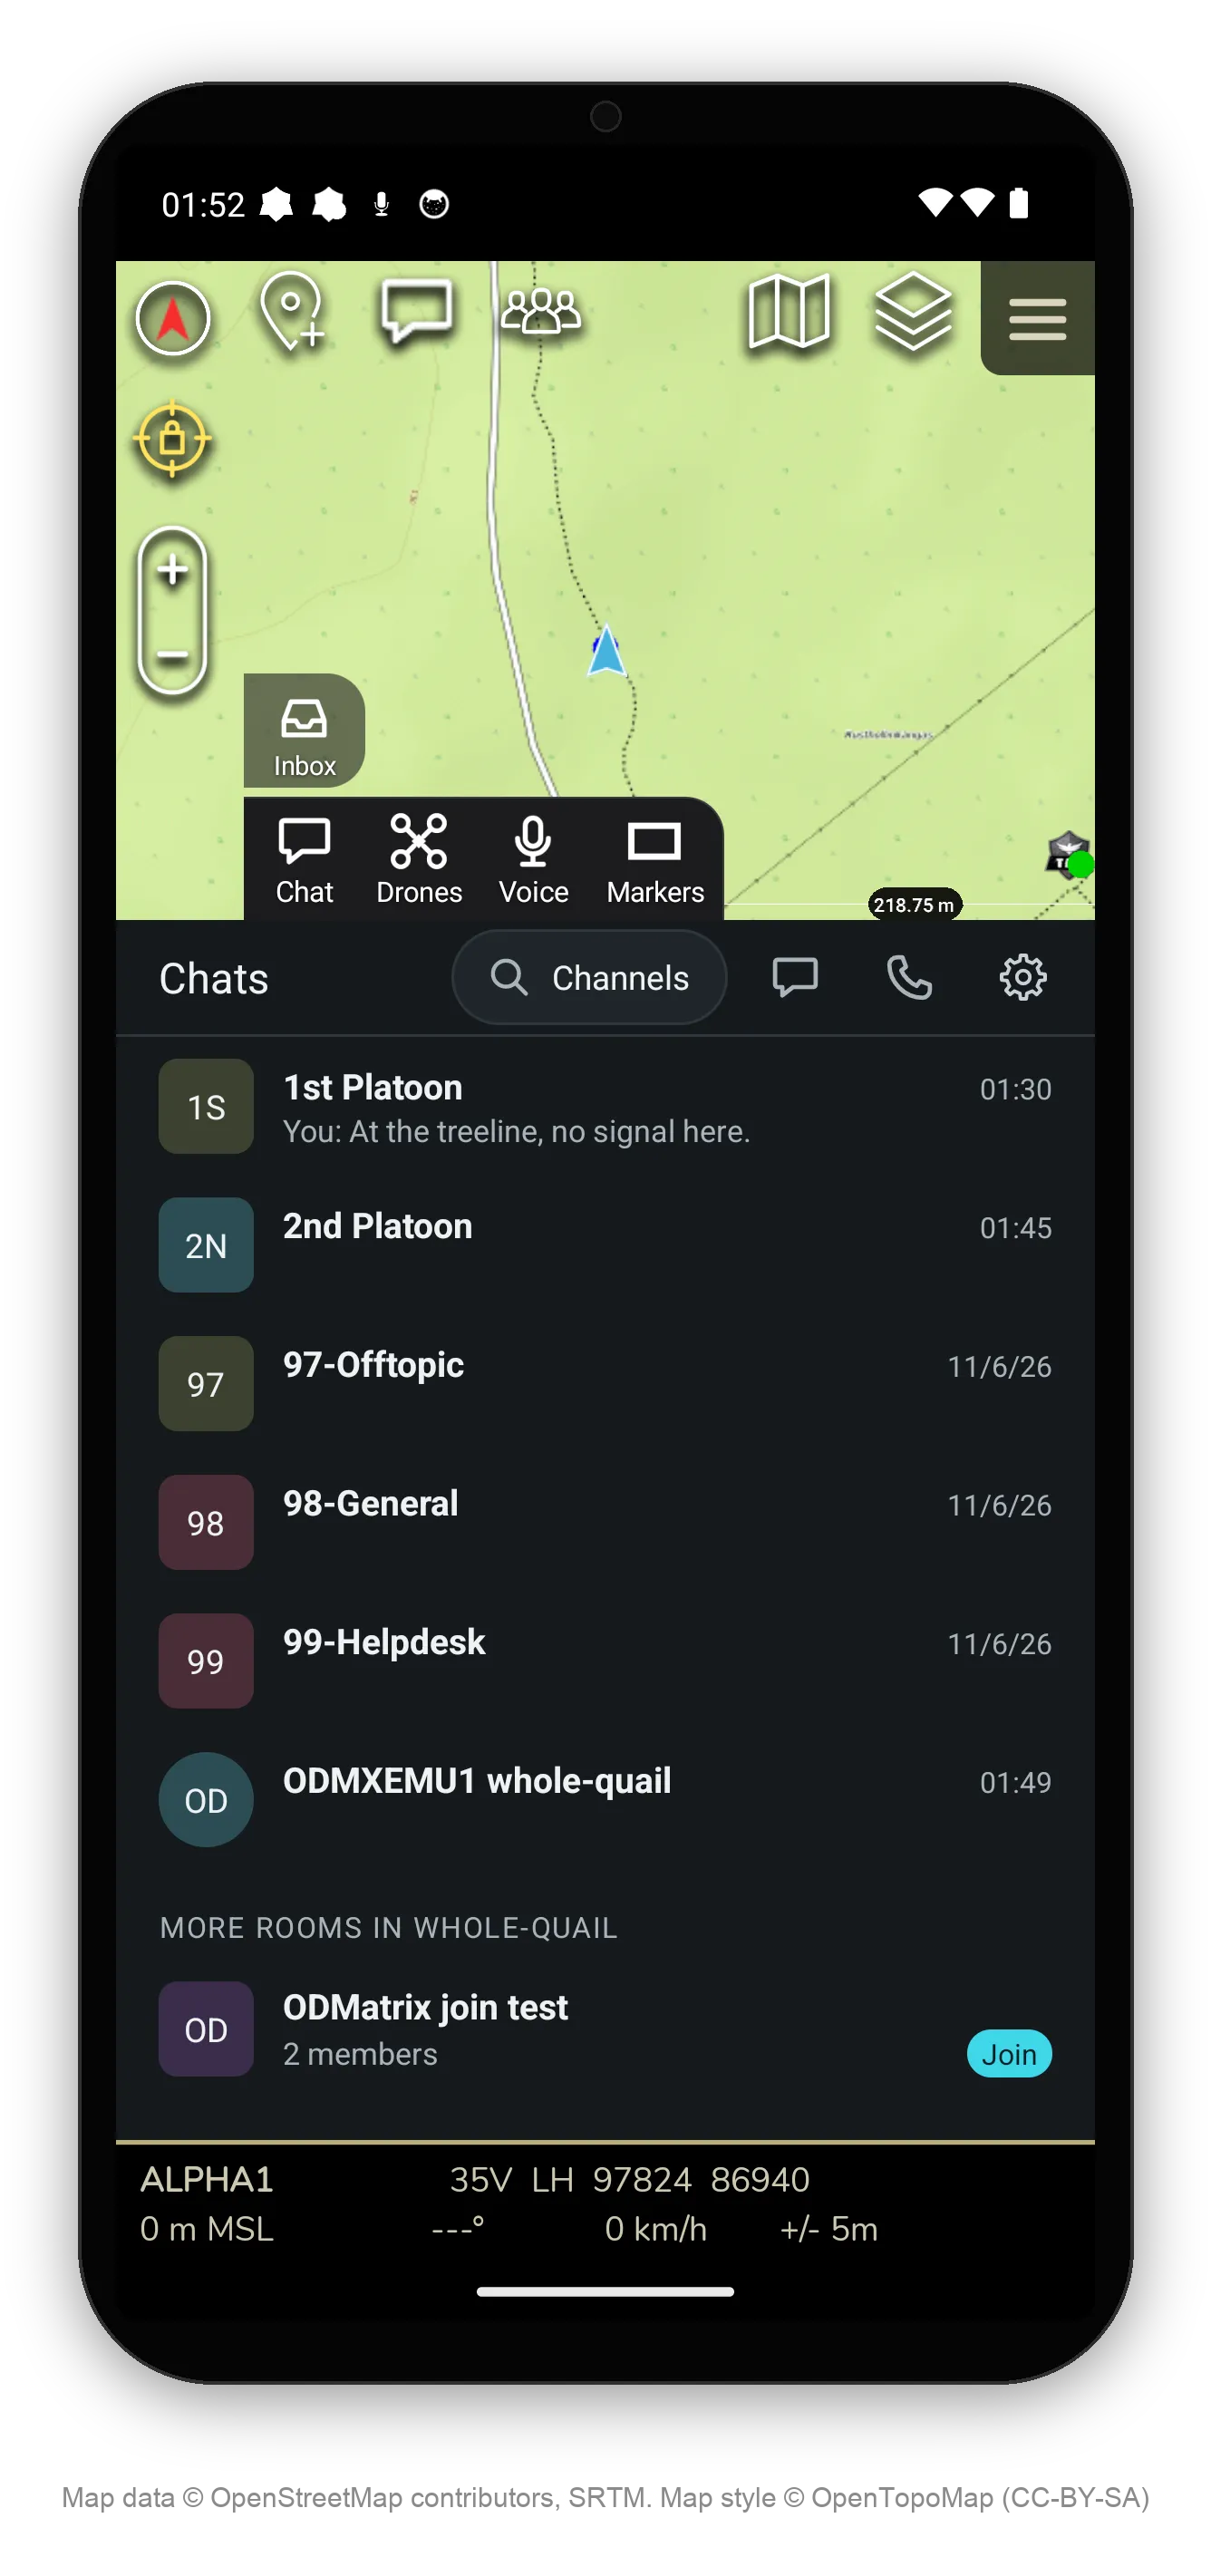 01:52
Inbox
Chat Drones Voice Markers
218.75 m
Chats Channels
1S 1st Platoon 01:30
You: At the treeline, no signal here.
2N 2nd Platoon 01:45
97 97-Offtopic 11/6/26
98 98-General 11/6/26
99 99-Helpdesk 11/6/26
OD ODMXEMU1 whole-quail 01:49
MORE ROOMS IN WHOLE-QUAIL
OD ODMatrix join test
2 members Join
ALPHA1 35V LH 97824 86940
0 m MSL ---° 0 km/h +/- 5m
Map data © OpenStreetMap contributors, SRTM. Map style © OpenTopoMap (CC-BY-SA)